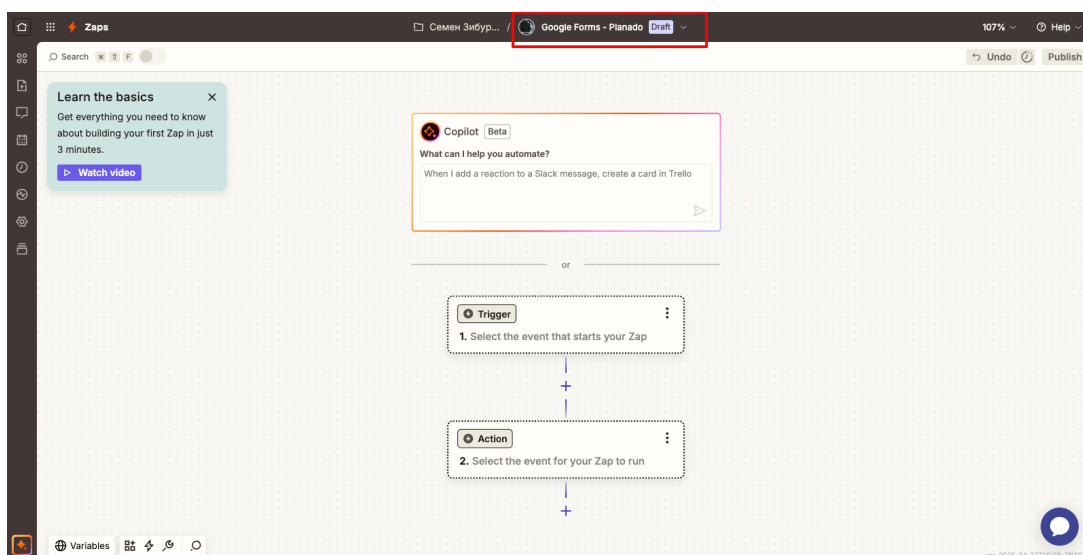 Zaps
Семен Зибур... / Google Forms - Planado Draft
107%
Help
Search ⌘ ⇧ F
Undo
Publish
Learn the basics
Get everything you need to know
about building your first Zap in just
3 minutes.
Watch video
Copilot Beta
What can I help you automate?
When I add a reaction to a Slack message, create a card in Trello
or
Trigger
1. Select the event that starts your Zap
Action
2. Select the event for your Zap to run
Variables